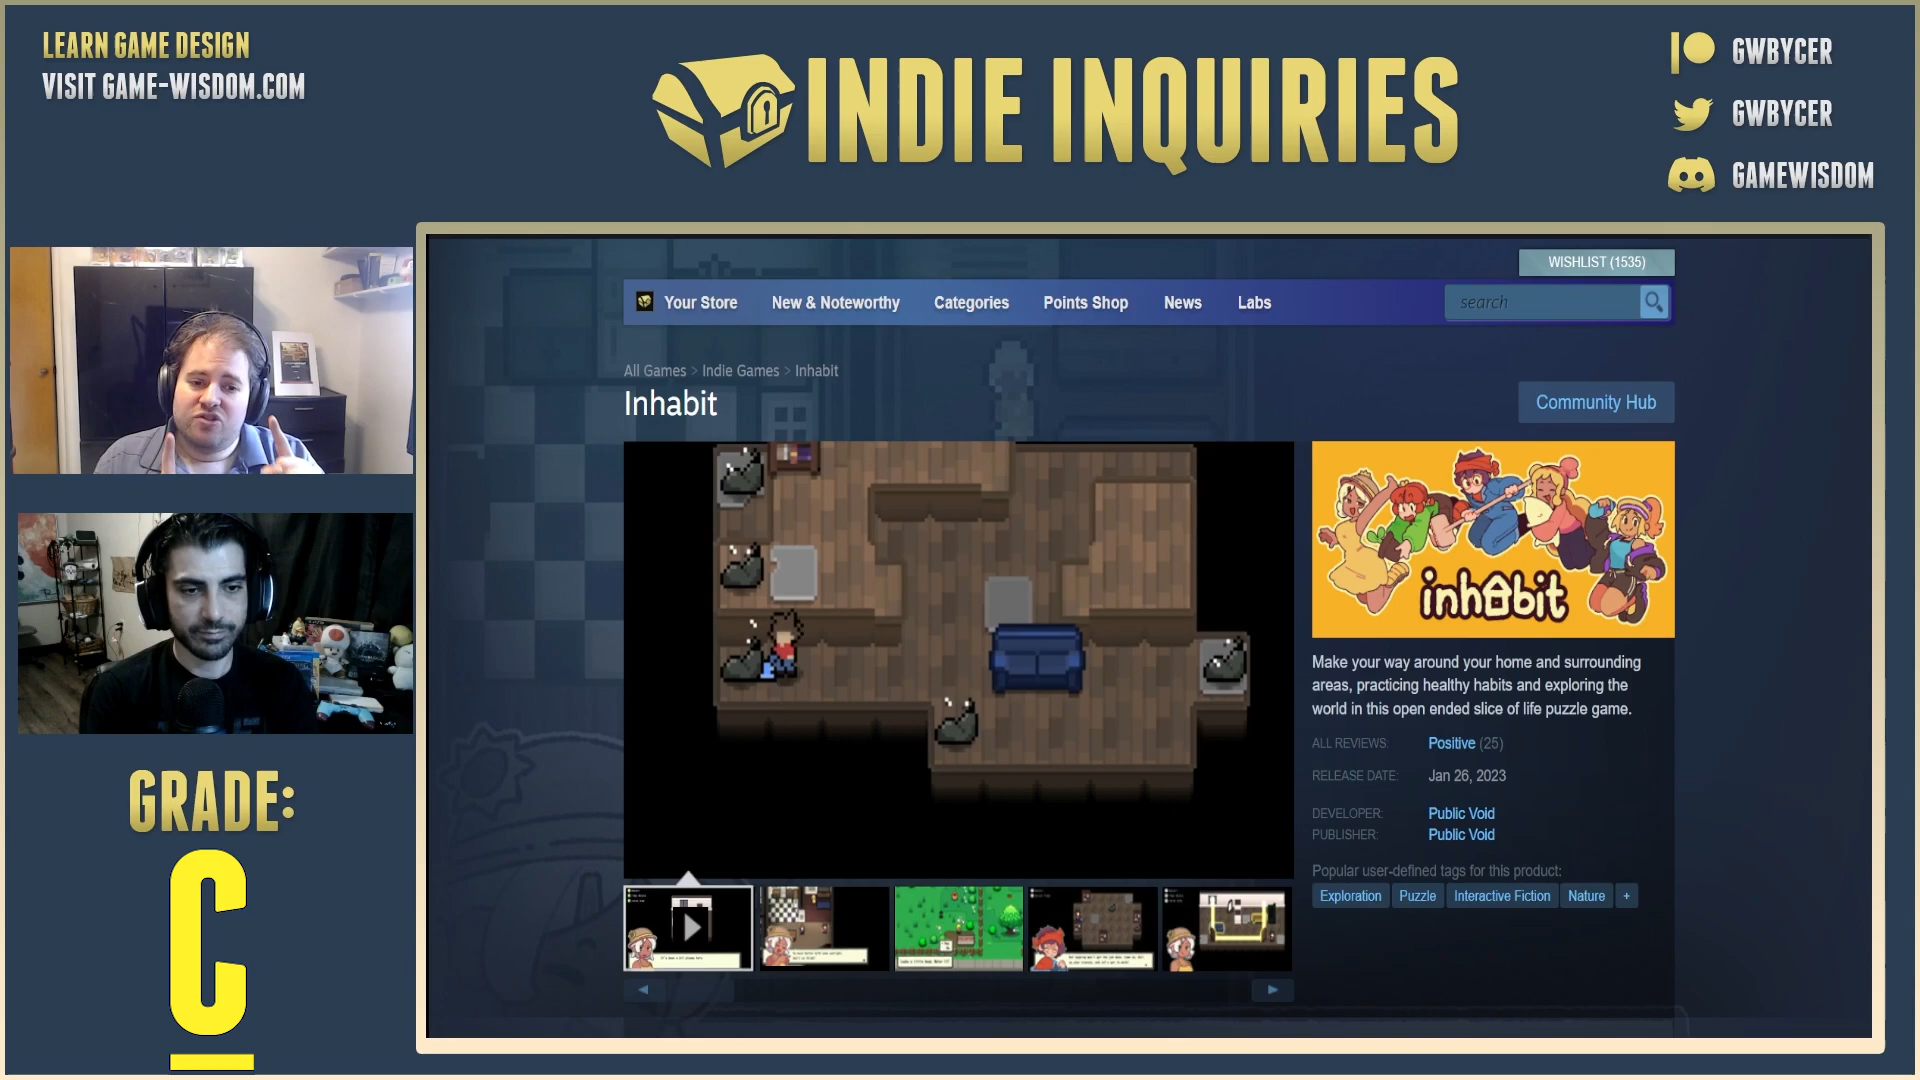 LEARN GAME DESIGN
VISIT GAME-WISDOM.COM
INDIE INQUIRIES
GWBYCER
GWBYCER
GAMEWISDOM
WISHLIST (1535)
Your Store
New & Noteworthy
Categories
Points Shop
News
Labs
search
All Games > Indie Games > Inhabit
Inhabit
Community Hub
inhabit
Make your way around your home and surrounding
areas, practicing healthy habits and exploring the
world in this open ended slice of life puzzle game.
ALL REVIEWS: Positive (25)
RELEASE DATE: Jan 26, 2023
DEVELOPER: Public Void
PUBLISHER: Public Void
Popular user-defined tags for this product:
Exploration Puzzle Interactive Fiction Nature +
GRADE:
C